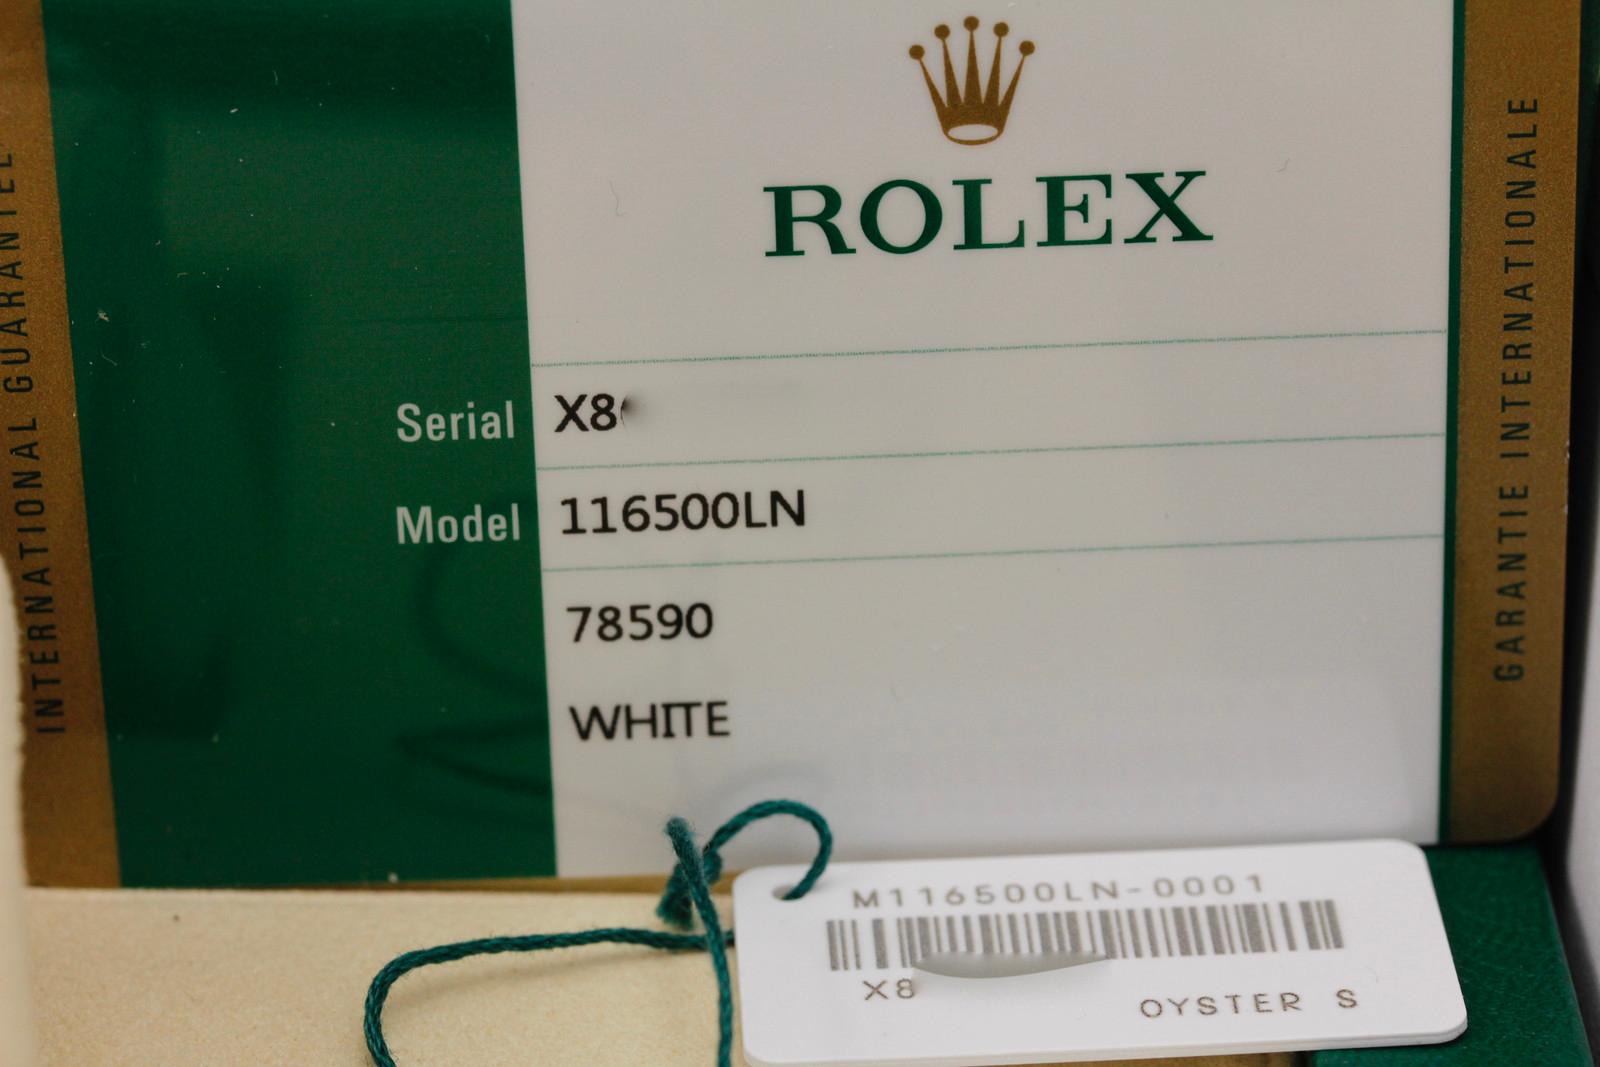 INTERNATIONAL GUARANTEE
ROLEX
Serial X8
Model 116500LN
78590
WHITE
GARANTIE INTERNATIONALE
M116500LN-0001
X8
OYSTER S